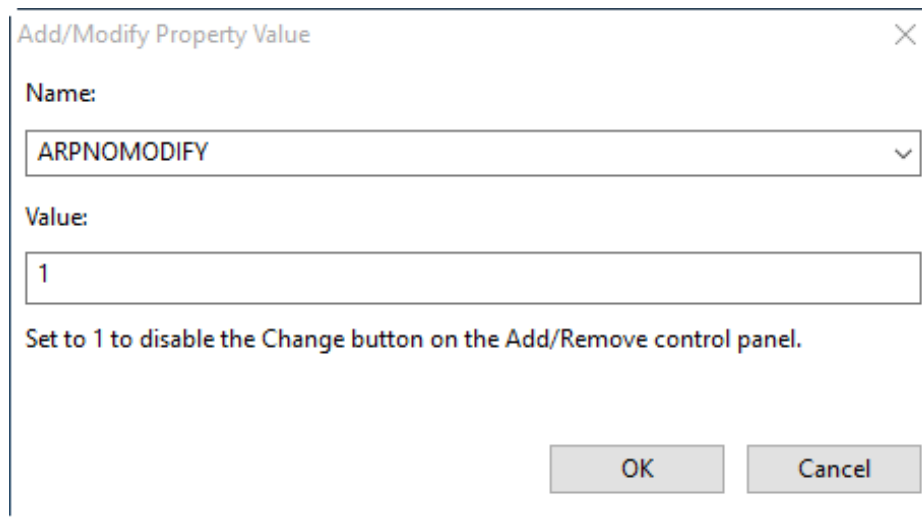 Add/Modify Property Value
Name:
ARPNOMODIFY
Value:
1
Set to 1 to disable the Change button on the Add/Remove control panel.
OK
Cancel